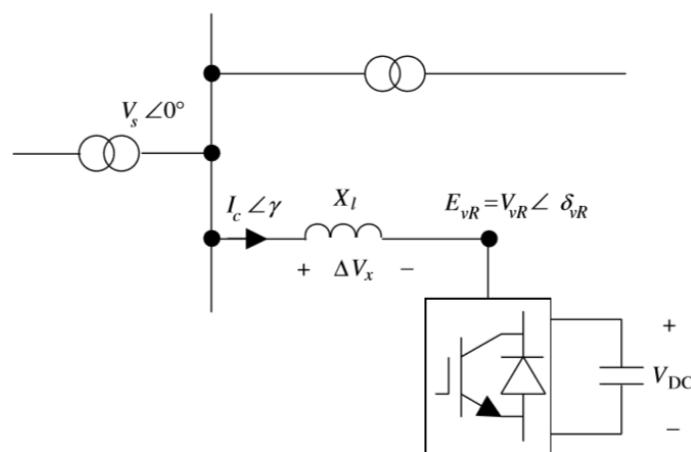 V_s ∠0°
I_c ∠γ
X_l
E_vR=V_vR∠ δ_vR
+ ΔV_x −
+
V_DC
−